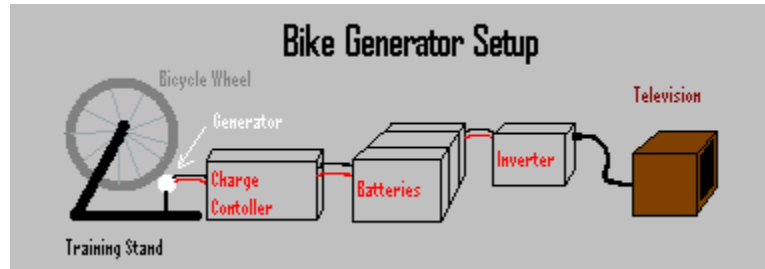 Bike Generator Setup
Bicycle Wheel
Television
Generator
Inverter
Charge
Contoller
Batteries
Training Stand